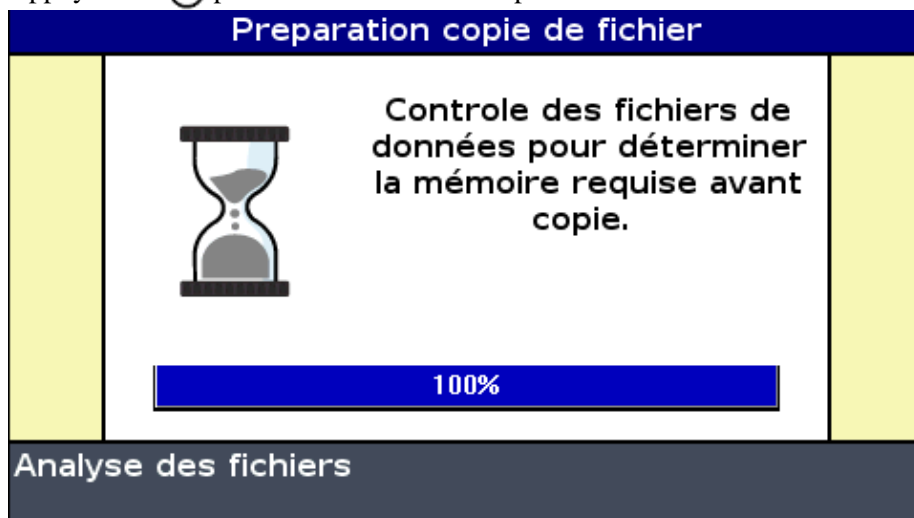 Preparation copie de fichier
Controle des fichiers de
données pour déterminer
la mémoire requise avant
copie.
100%
Analyse des fichiers